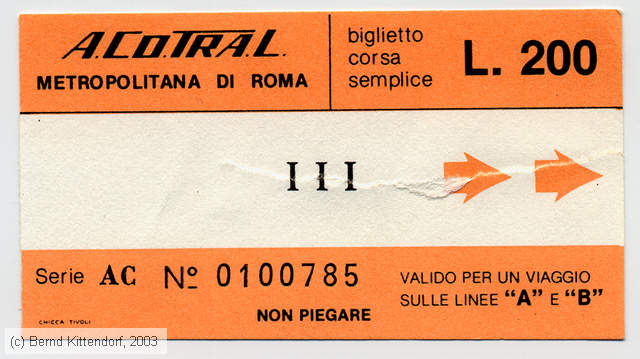 A.CO.TRA.L.
METROPOLITANA DI ROMA
biglietto
corsa
semplice
L. 200
III
Serie AC Nº 0100785
VALIDO PER UN VIAGGIO
SULLE LINEE “A” E “B”
NON PIEGARE
CHICCA TIVOLI
(c) Bernd Kittendorf, 2003